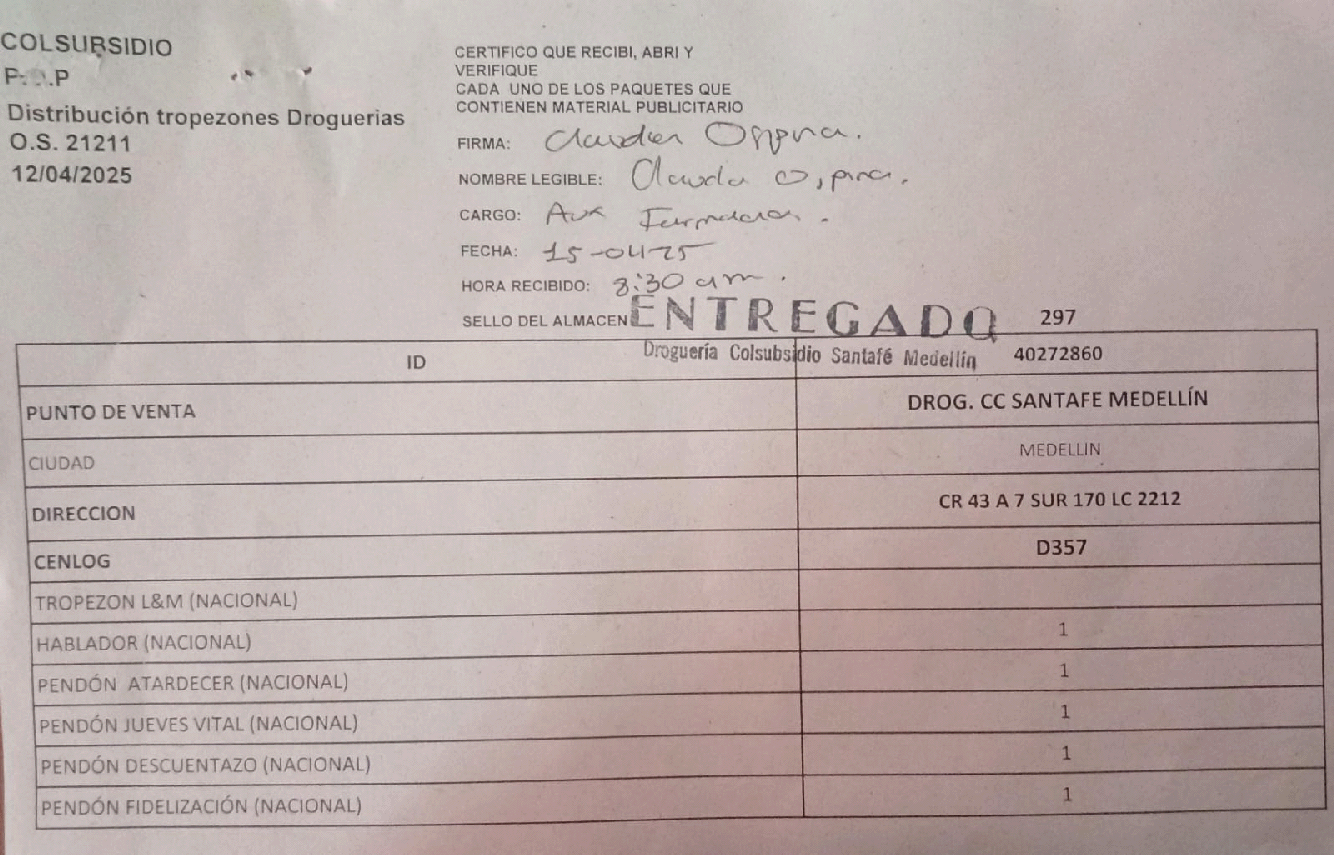 COLSUBSIDIO
Distribución tropezones Droguerias
O.S. 21211
12/04/2025
CERTIFICO QUE RECIBI, ABRI Y
VERIFIQUE
CADA UNO DE LOS PAQUETES QUE
CONTIENEN MATERIAL PUBLICITARIO
FIRMA: Claudia Ospina.
NOMBRE LEGIBLE: Claudia Ospina.
CARGO: Aux
FECHA: 15-04-25
HORA RECIBIDO: 8:30 am.
SELLO DEL ALMACEN ENTREGADO 297
ID Droguería Colsubsidio Santafé Medellín 40272860
PUNTO DE VENTA DROG. CC SANTAFE MEDELLÍN
CIUDAD MEDELLIN
DIRECCION CR 43 A 7 SUR 170 LC 2212
CENLOG D357
TROPEZON L&M (NACIONAL)
HABLADOR (NACIONAL) 1
PENDÓN ATARDECER (NACIONAL) 1
PENDÓN JUEVES VITAL (NACIONAL) 1
PENDÓN DESCUENTAZO (NACIONAL) 1
PENDÓN FIDELIZACIÓN (NACIONAL) 1